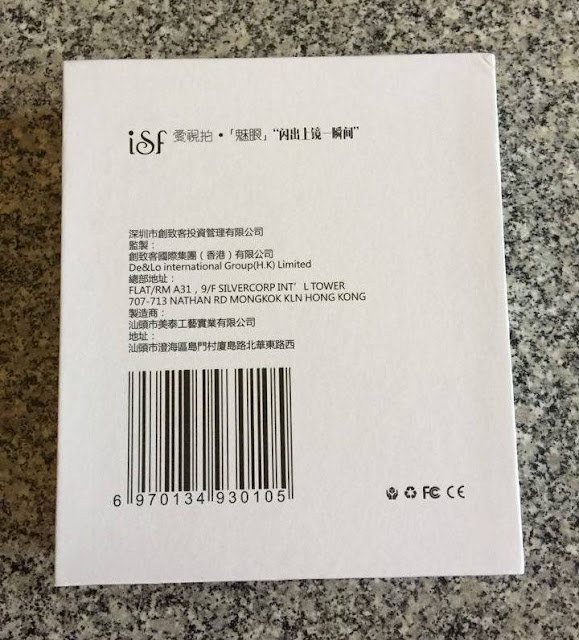 isf 愛視拍•「魅眼」“闪出上镜一瞬间”
深圳市創致客投資管理有限公司
監製：
創致客國際集團（香港）有限公司
De&Lo international Group(H.K) Limited
總部地址：
FLAT/RM A31，9/F SILVERCORP INT’L TOWER
707-713 NATHAN RD MONGKOK KLN HONG KONG
製造商：
汕頭市美泰工藝實業有限公司
地址：
汕頭市澄海區島門村廈島路北華東路西
6 970134 930105
FC CE